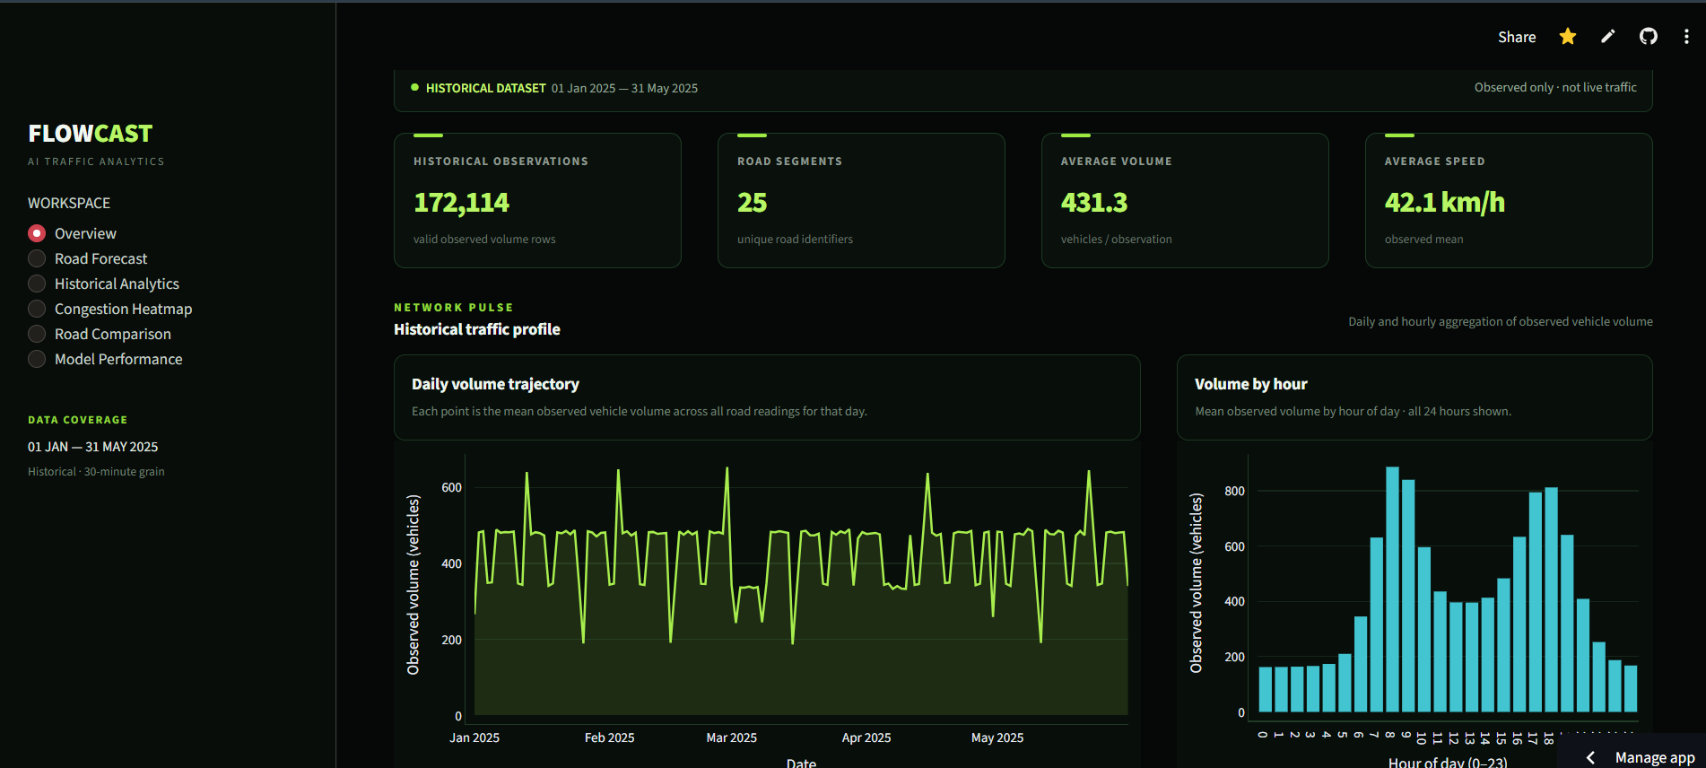 Share
HISTORICAL DATASET 01 Jan 2025 — 31 May 2025
Observed only · not live traffic
FLOWCAST
AI TRAFFIC ANALYTICS
WORKSPACE
Overview
Road Forecast
Historical Analytics
Congestion Heatmap
Road Comparison
Model Performance
DATA COVERAGE
01 JAN — 31 MAY 2025
Historical · 30-minute grain
HISTORICAL OBSERVATIONS
172,114
valid observed volume rows
ROAD SEGMENTS
25
unique road identifiers
AVERAGE VOLUME
431.3
vehicles / observation
AVERAGE SPEED
42.1 km/h
observed mean
NETWORK PULSE
Historical traffic profile
Daily and hourly aggregation of observed vehicle volume
Daily volume trajectory
Each point is the mean observed vehicle volume across all road readings for that day.
Observed volume (vehicles)
600
400
200
0
Jan 2025 Feb 2025 Mar 2025 Apr 2025 May 2025
Date
Volume by hour
Mean observed volume by hour of day · all 24 hours shown.
Observed volume (vehicles)
800
600
400
200
0
0 1 2 3 4 5 6 7 8 9 10 11 12 13 14 15 16 17 18
Hour of day (0–23)
Manage app